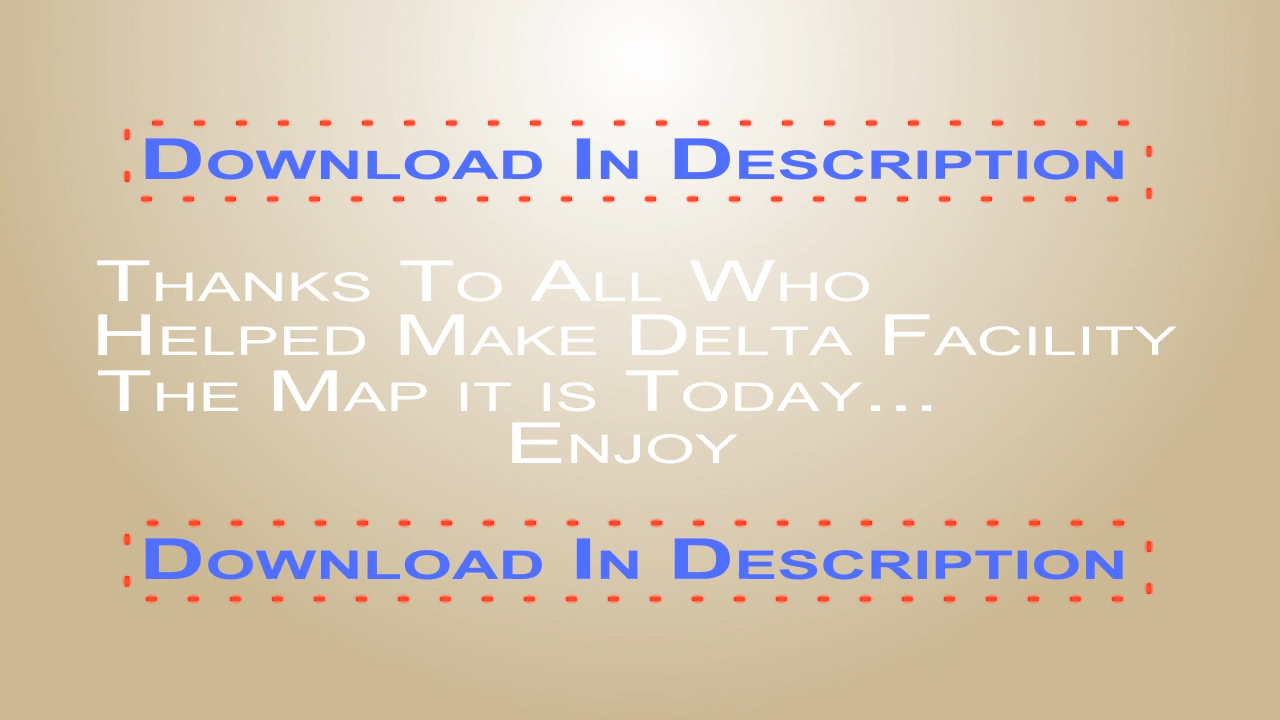 Download In Description
Thanks To All Who
Helped Make Delta Facility
The Map it is Today...
Enjoy
Download In Description